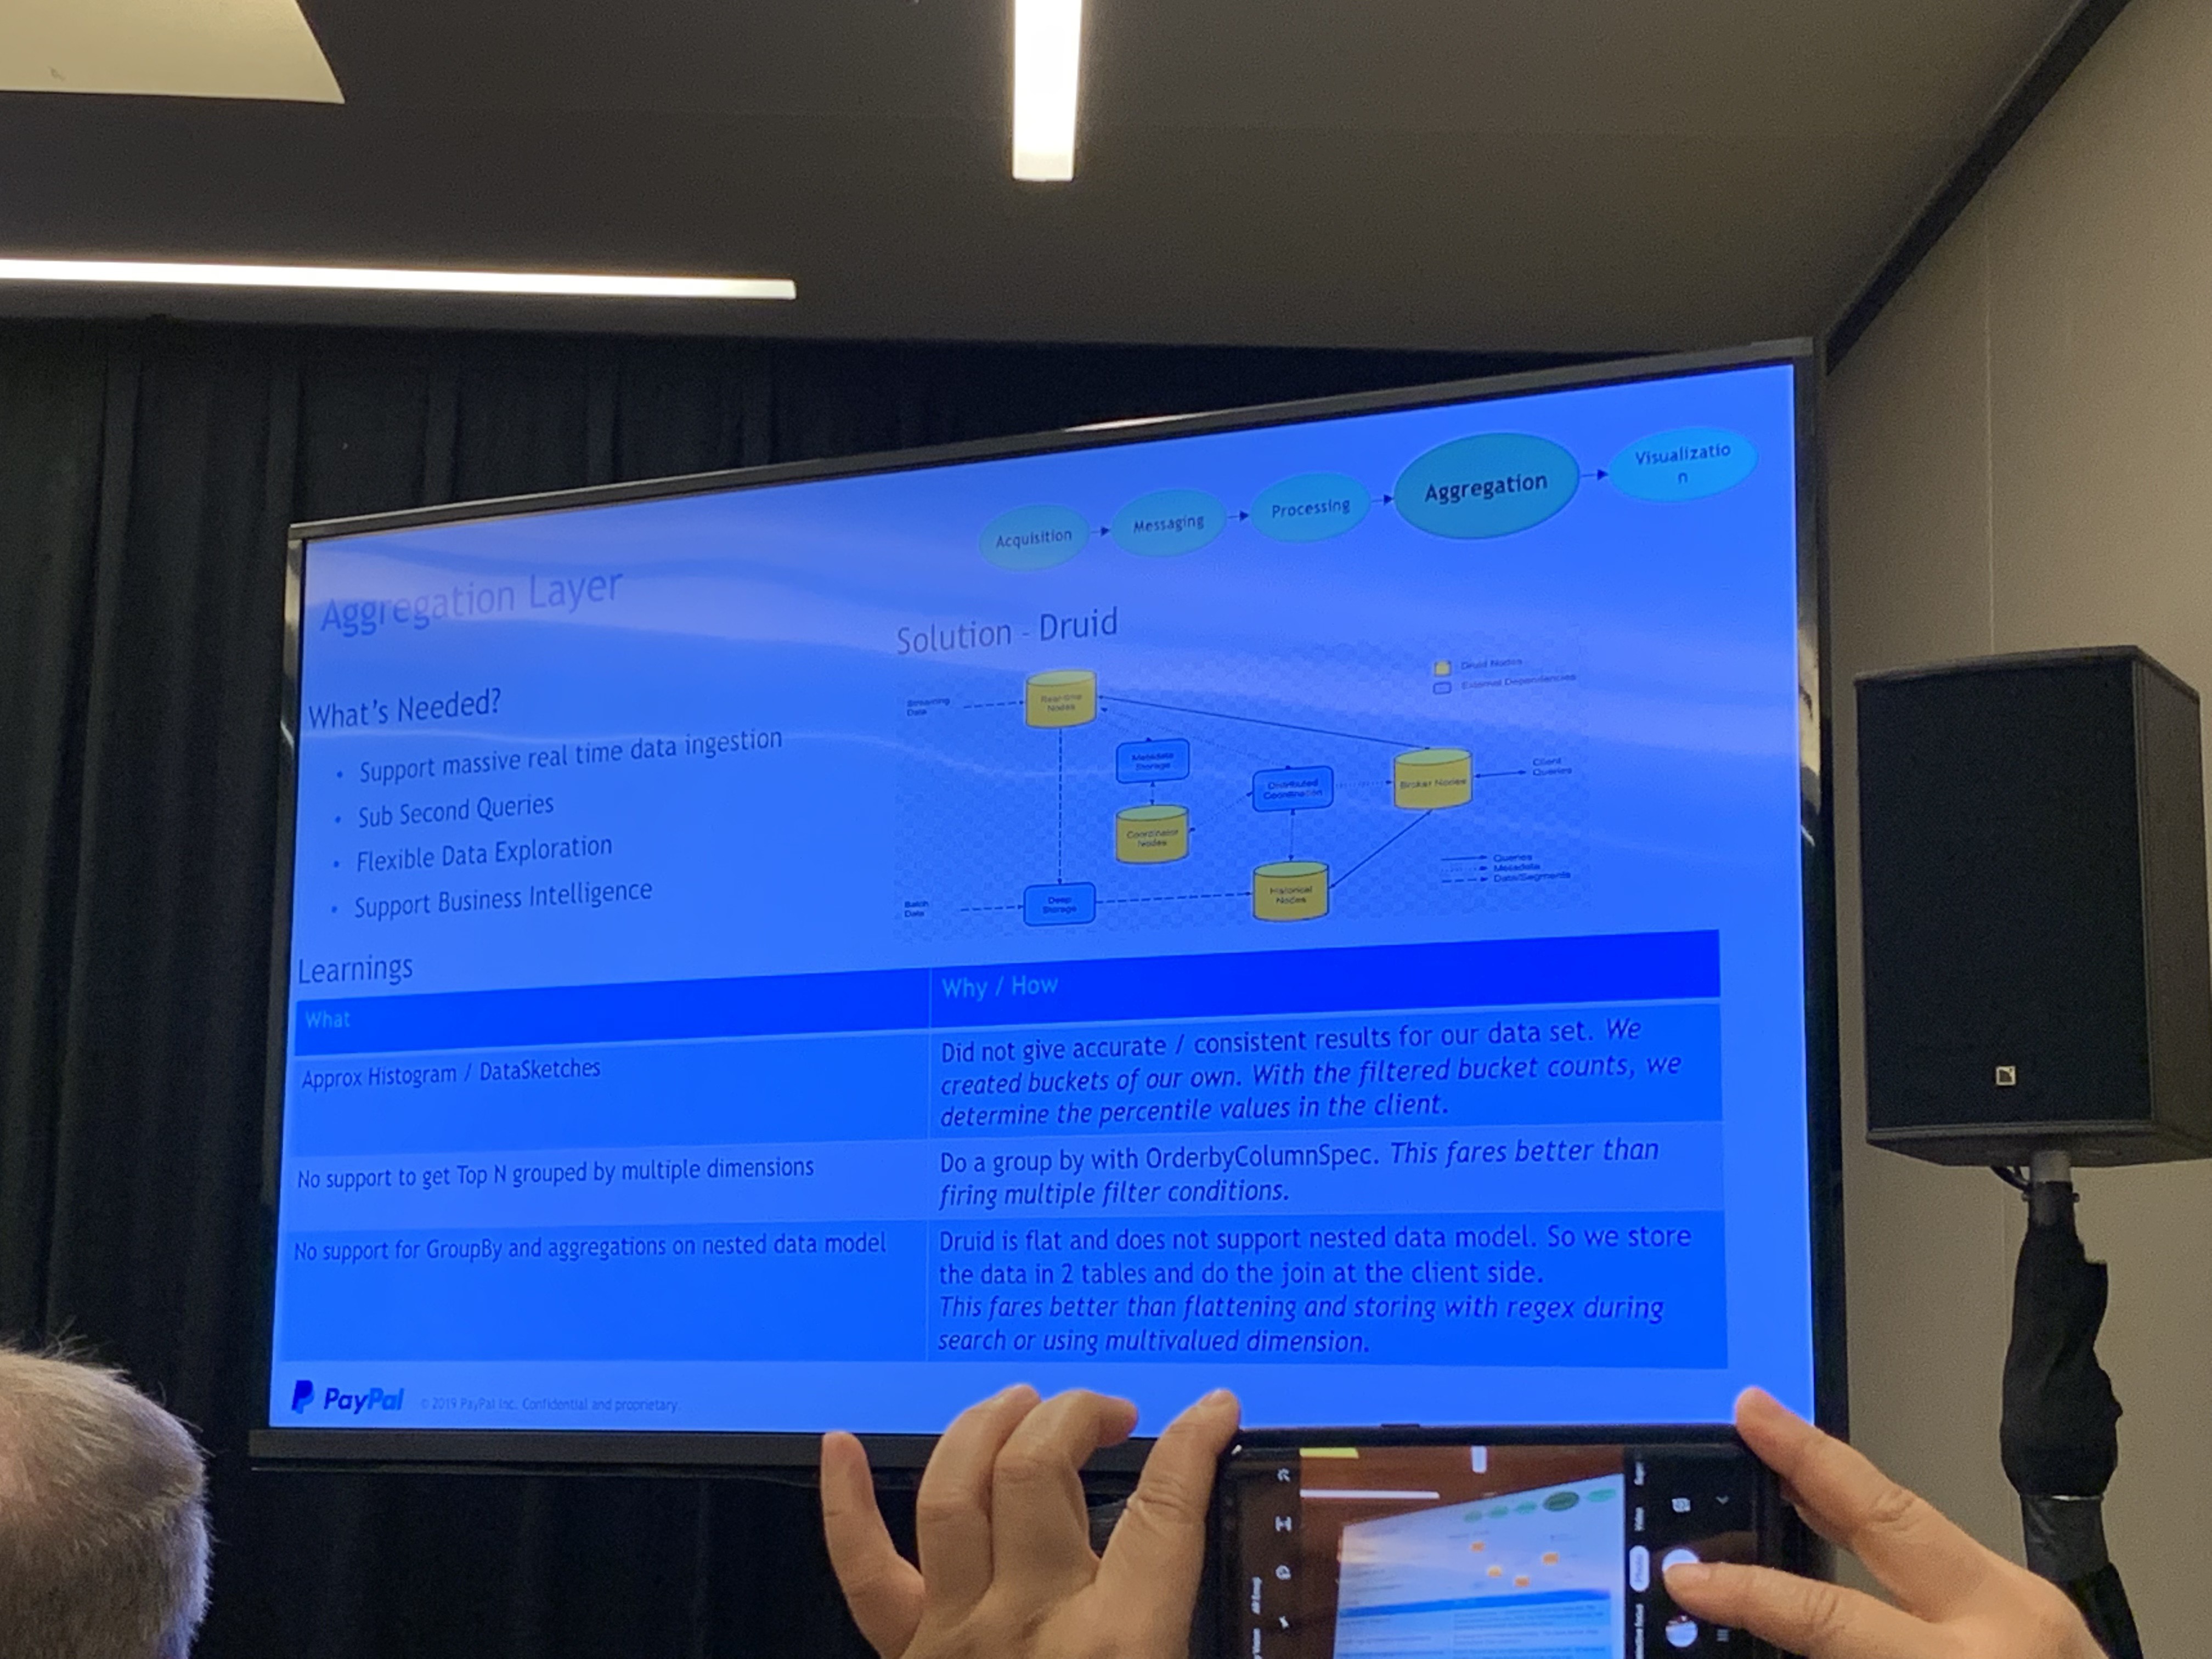 Acquisition
Messaging
Processing
Aggregation
Visualizatio
n
Aggregation Layer
What's Needed?
• Support massive real time data ingestion
• Sub Second Queries
• Flexible Data Exploration
• Support Business Intelligence
Solution - Druid
Druid Nodes
External Dependencies
Streaming
Data
Real-time
Nodes
Metadata
Storage
Distributed
Coordination
Broker Nodes
Client
Queries
Coordinator
Nodes
Queries
Metadata
Data/Segments
Batch
Data
Deep
Storage
Historical
Nodes
Learnings
What
Why / How
Approx Histogram / DataSketches
Did not give accurate / consistent results for our data set. We
created buckets of our own. With the filtered bucket counts, we
determine the percentile values in the client.
No support to get Top N grouped by multiple dimensions
Do a group by with OrderbyColumnSpec. This fares better than
firing multiple filter conditions.
No support for GroupBy and aggregations on nested data model
Druid is flat and does not support nested data model. So we store
the data in 2 tables and do the join at the client side.
This fares better than flattening and storing with regex during
search or using multivalued dimension.
PayPal
© 2019 PayPal Inc. Confidential and proprietary.